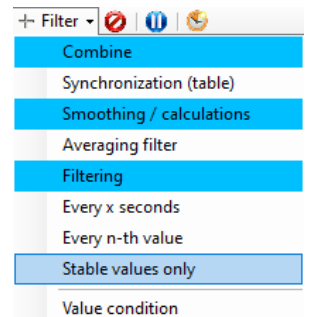 Filter
Combine
Synchronization (table)
Smoothing / calculations
Averaging filter
Filtering
Every x seconds
Every n-th value
Stable values only
Value condition